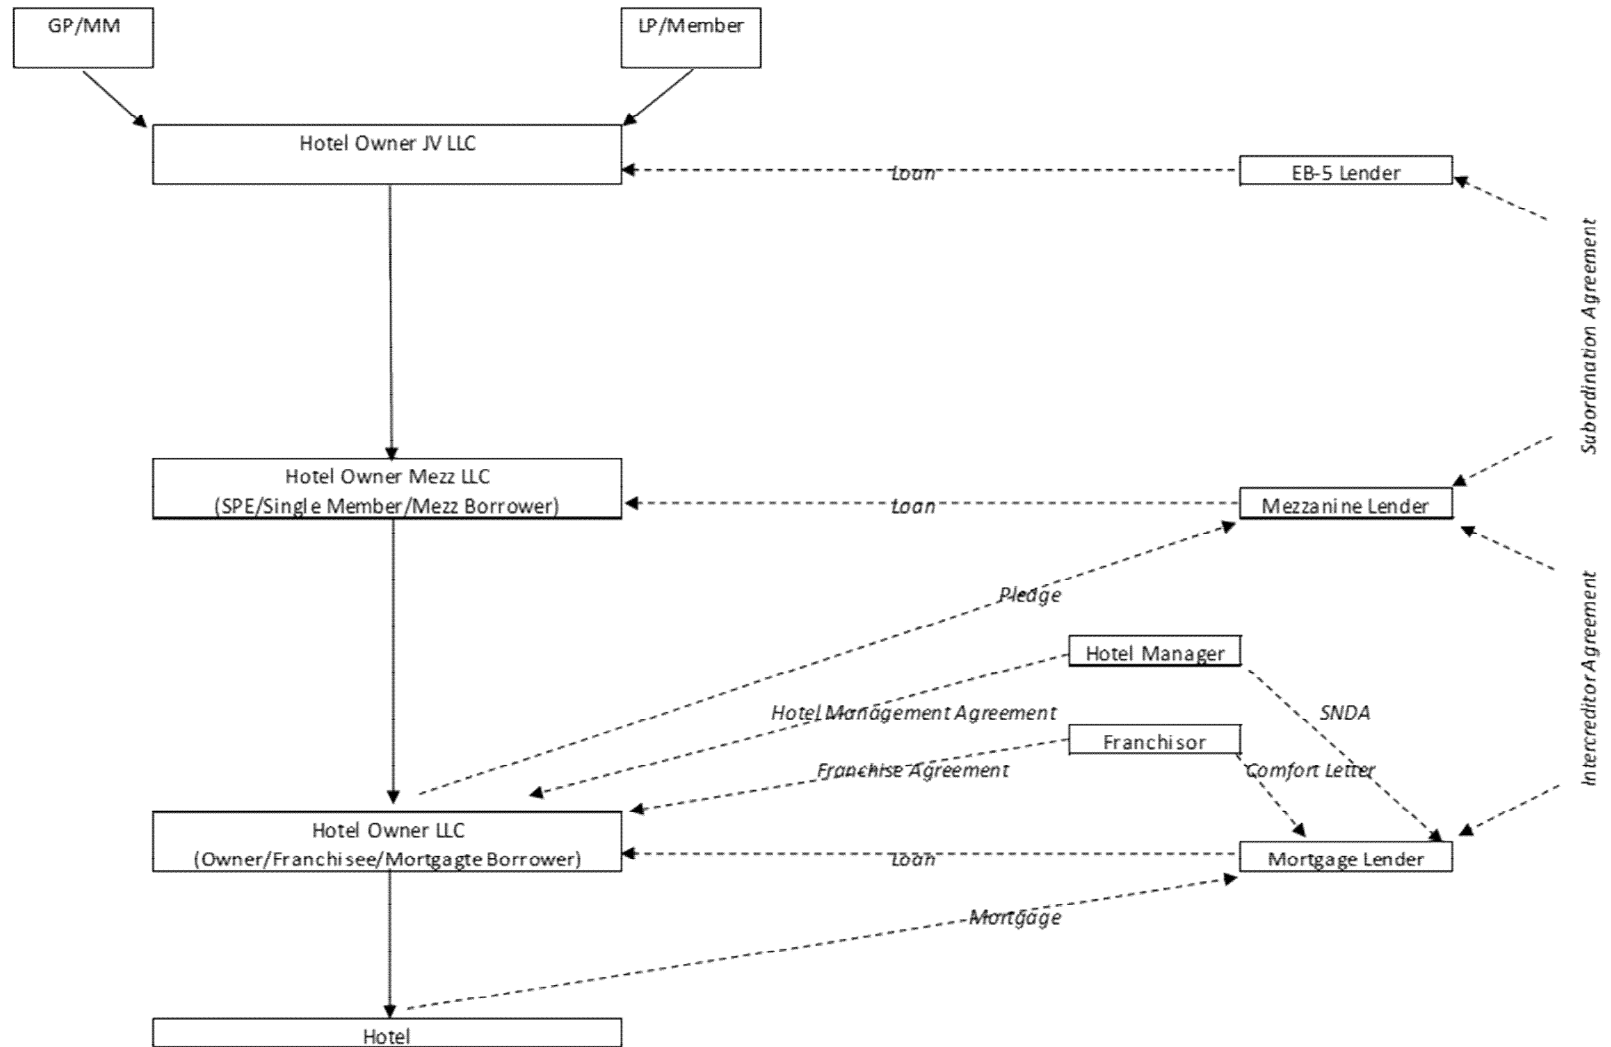 GP/MM
LP/Member
Hotel Owner JV LLC
Loan
EB-5 Lender
Subordination Agreement
Hotel Owner Mezz LLC
(SPE/Single Member/Mezz Borrower)
Loan
Mezzanine Lender
Pledge
Intercreditor Agreement
Hotel Manager
Hotel Management Agreement
SNDA
Franchisor
Franchise Agreement
Comfort Letter
Hotel Owner LLC
(Owner/Franchisee/Mortgagte Borrower)
Loan
Mortgage Lender
Mortgage
Hotel